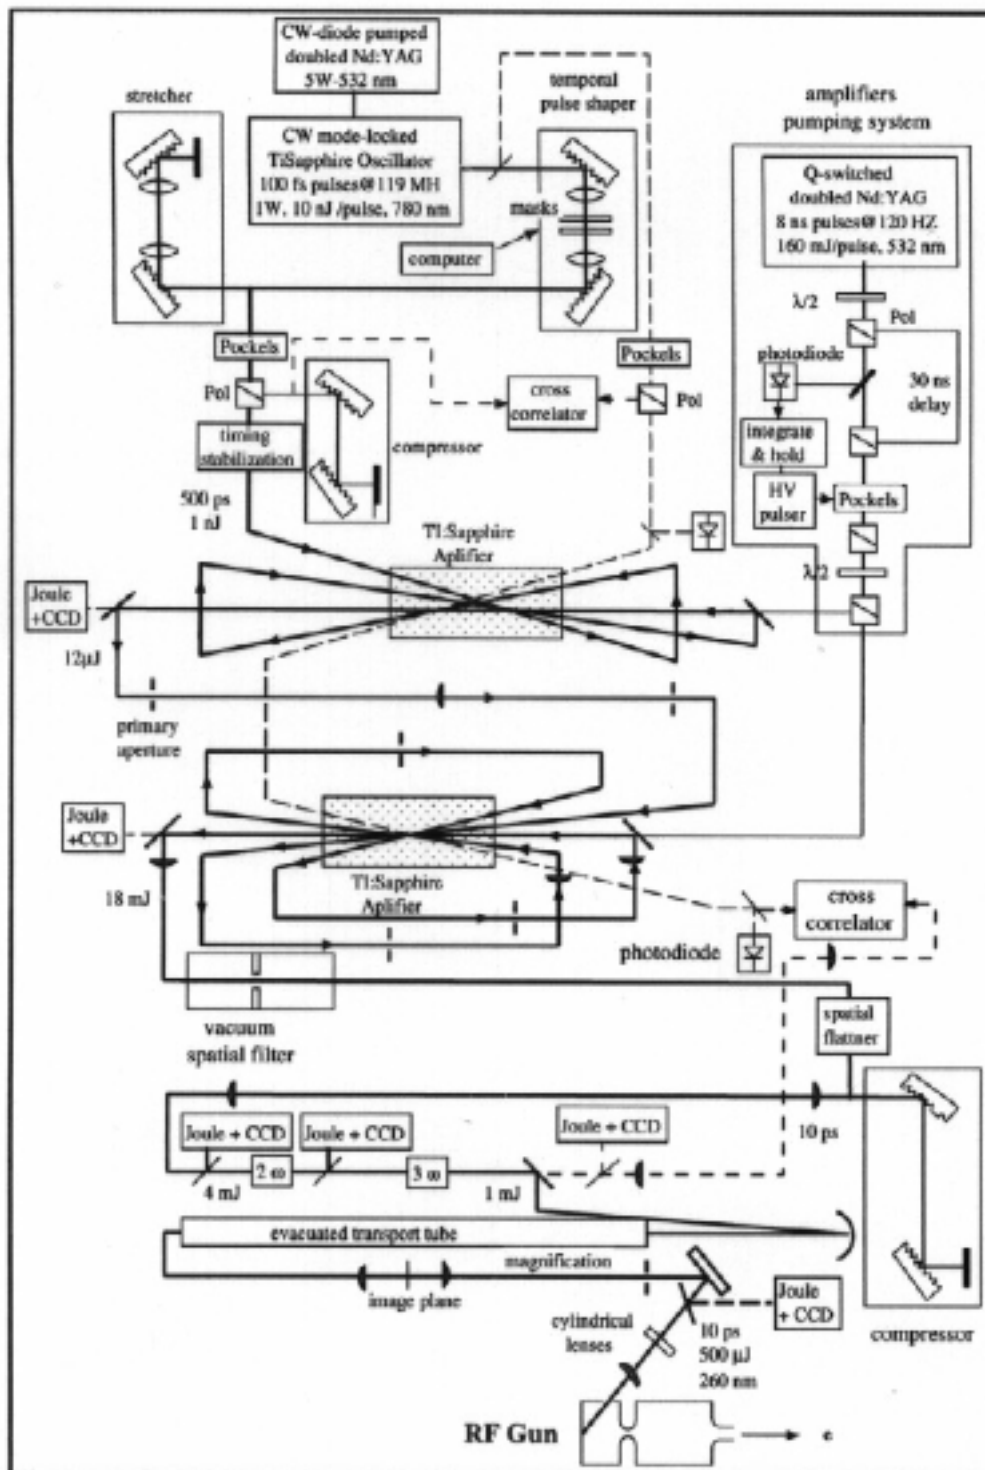 CW-diode pumped
doubled Nd:YAG
5W-532 nm
stretcher
temporal
pulse shaper
amplifiers
pumping system
CW mode-locked
TiSapphire Oscillator
100 fs pulses@119 MH
1W, 10 nJ /pulse, 780 nm
masks
computer
Q-switched
doubled Nd:YAG
8 ns pulses@120 HZ
160 mJ/pulse, 532 nm
λ/2
Pol
photodiode
30 ns
delay
integrate
& hold
HV
pulser
Pockels
λ/2
Pockels
Pol
timing
stabilization
compressor
cross
correlator
Pockels
Pol
500 ps
1 nJ
TI:Sapphire
Aplifier
Joule
+CCD
12μJ
primary
aperture
Joule
+CCD
18 mJ
TI:Sapphire
Aplifier
cross
correlator
photodiode
vacuum
spatial filter
spatial
flattner
10 ps
Joule + CCD
Joule + CCD
Joule + CCD
2 ω
3 ω
4 mJ
1 mJ
evacuated transport tube
magnification
image plane
Joule
+ CCD
compressor
cylindrical
lenses
10 ps
500 μJ
260 nm
RF Gun
e